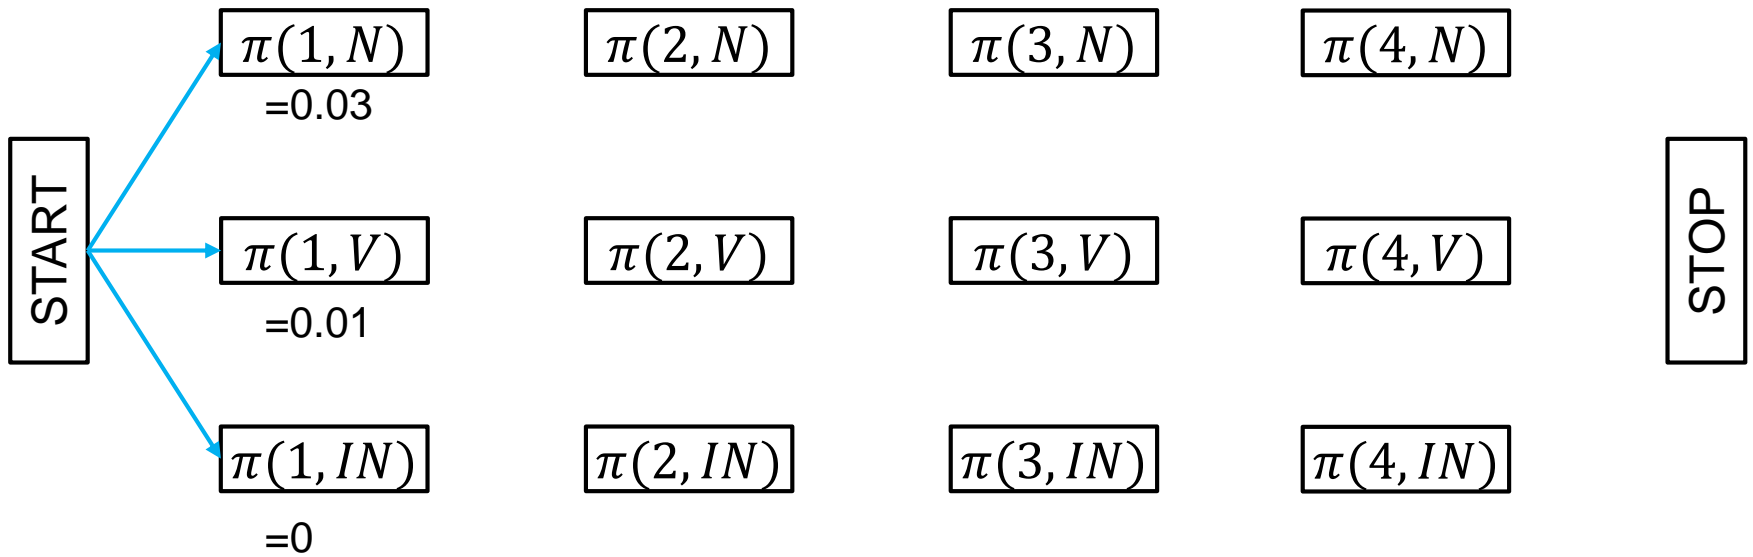 π(1, N) π(2, N) π(3, N) π(4, N)
=0.03
START
π(1, V) π(2, V) π(3, V) π(4, V)
STOP
=0.01
π(1, IN) π(2, IN) π(3, IN) π(4, IN)
=0